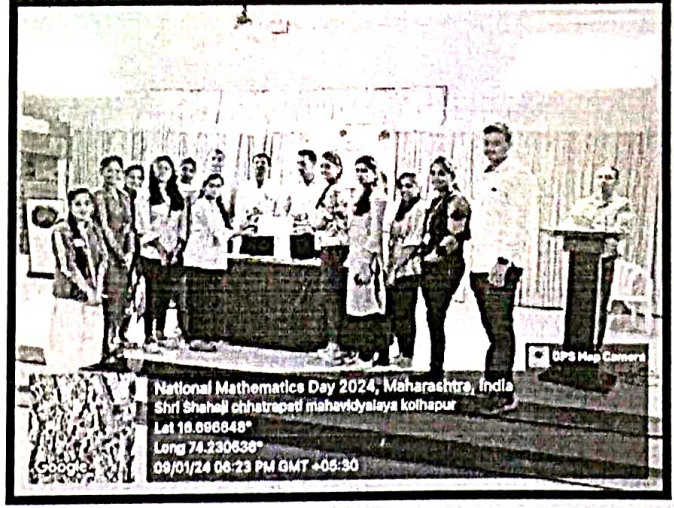 GPS Map Camera
National Mathematics Day 2024, Maharashtra, India
Shri Shahaji chhatrapati mahavidyalaya kolhapur
Lat 16.696648°
Long 74.230636°
09/01/24 06:23 PM GMT +05:30
Google